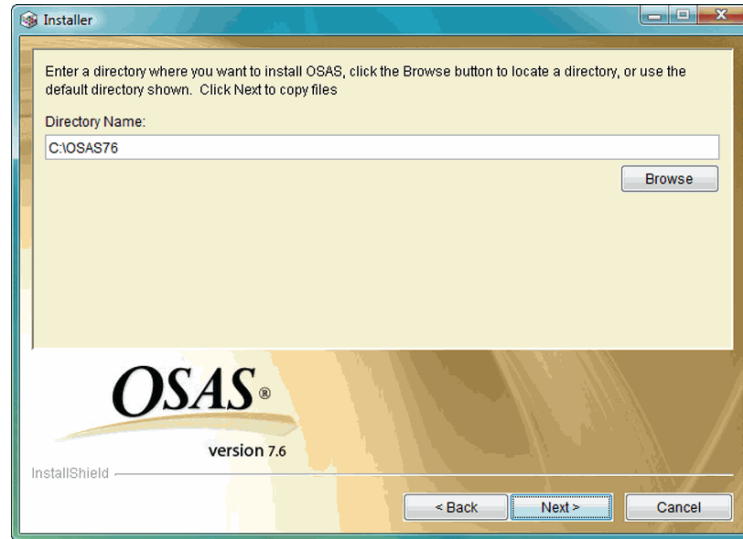 Installer
Enter a directory where you want to install OSAS, click the Browse button to locate a directory, or use the
default directory shown.  Click Next to copy files
Directory Name:
C:\OSAS76
Browse
OSAS®
version 7.6
InstallShield
< Back
Next >
Cancel